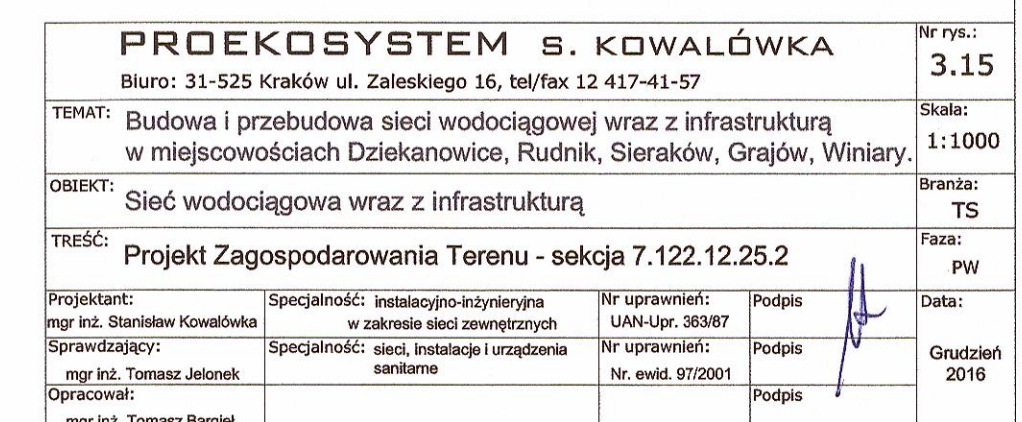 PROEKOSYSTEM S. KOWALÓWKA
Biuro: 31-525 Kraków ul. Zaleskiego 16, tel/fax 12 417-41-57
Nr rys.:
3.15
TEMAT: Budowa i przebudowa sieci wodociągowej wraz z infrastrukturą
w miejscowościach Dziekanowice, Rudnik, Sieraków, Grajów, Winiary.
Skala:
1:1000
OBIEKT: Sieć wodociągowa wraz z infrastrukturą
Branża:
TS
TREŚĆ: Projekt Zagospodarowania Terenu - sekcja 7.122.12.25.2
Faza:
PW
Projektant:
mgr inż. Stanisław Kowalówka
Specjalność: instalacyjno-inżynieryjna
w zakresie sieci zewnętrznych
Nr uprawnień:
UAN-Upr. 363/87
Podpis
Data:
Grudzień
2016
Sprawdzający:
mgr inż. Tomasz Jelonek
Specjalność: sieci, instalacje i urządzenia
sanitarne
Nr uprawnień:
Nr. ewid. 97/2001
Podpis
Opracował:
mgr inż. Tomasz Bargieł
Podpis